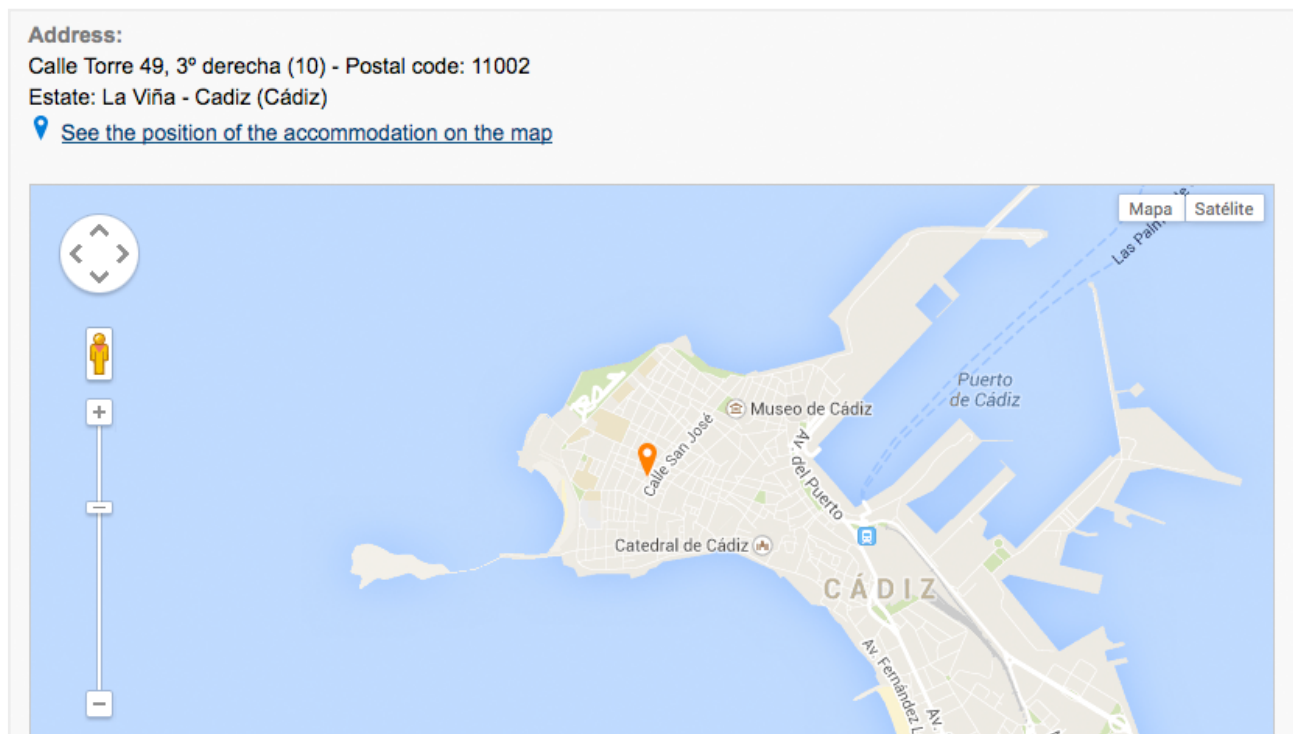 Address:
Calle Torre 49, 3º derecha (10) - Postal code: 11002
Estate: La Viña - Cadiz (Cádiz)
See the position of the accommodation on the map
Mapa
Satélite
Puerto
de Cádiz
Museo de Cádiz
Calle San José
Av. del Puerto
Catedral de Cádiz
CÁDIZ
Av. Fernández L
Av.